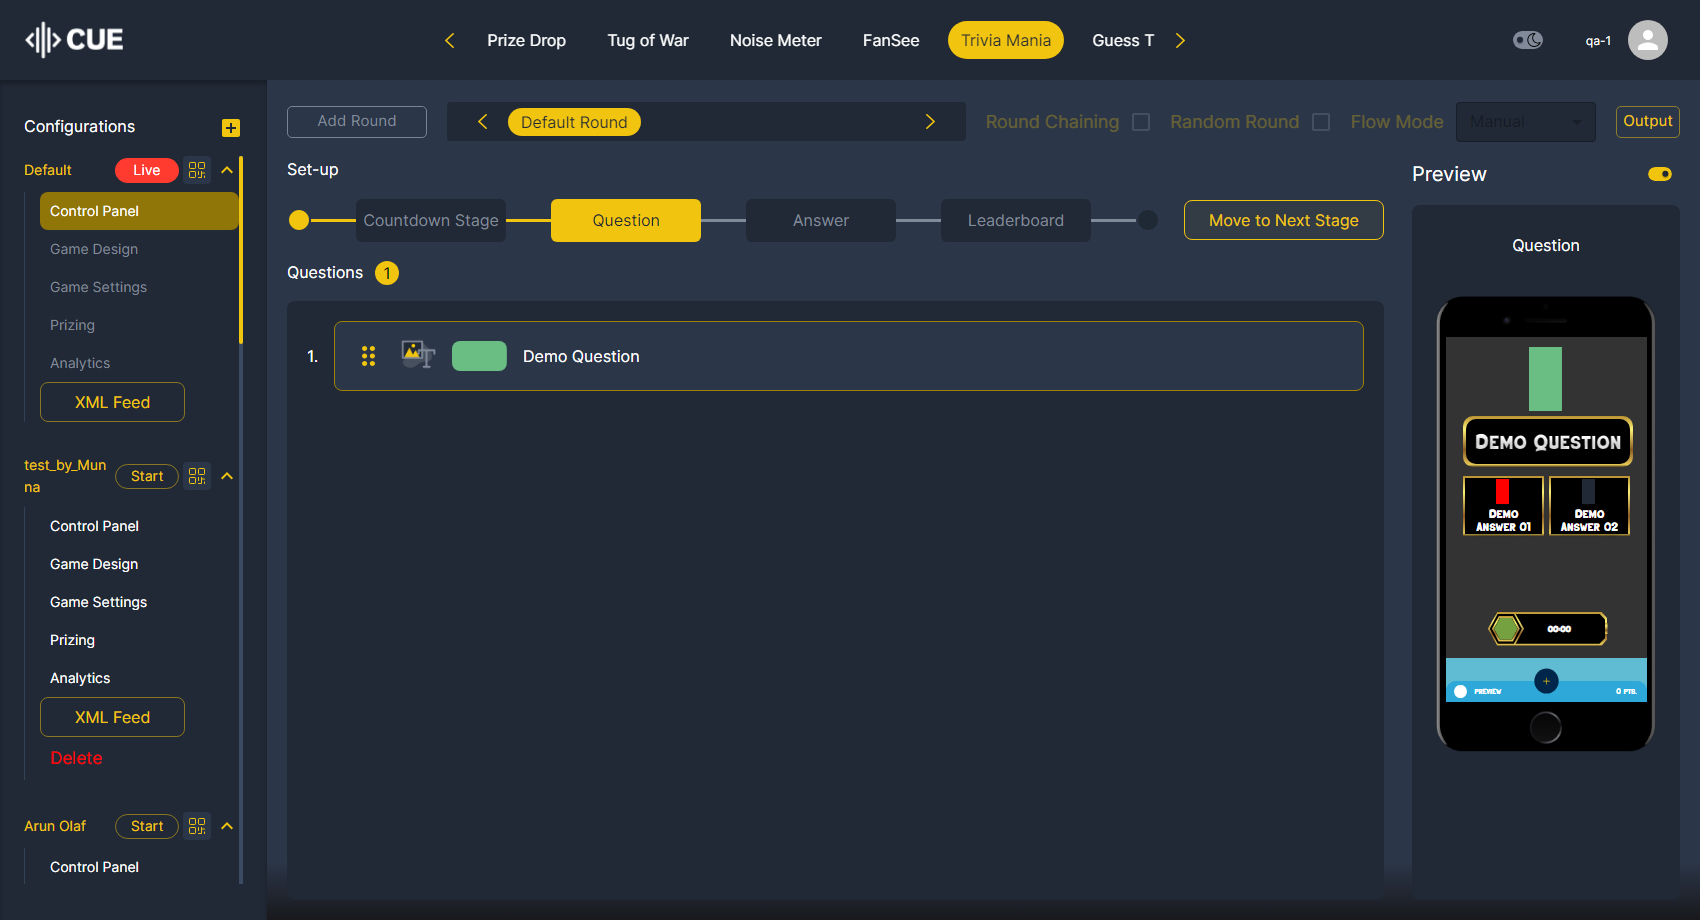 CUE
Prize Drop
Tug of War
Noise Meter
FanSee
Trivia Mania
Guess T
qa-1
Configurations
Default
Live
Control Panel
Game Design
Game Settings
Prizing
Analytics
XML Feed
test_by_Mun
na
Start
Control Panel
Game Design
Game Settings
Prizing
Analytics
XML Feed
Delete
Arun Olaf
Start
Control Panel
Add Round
Default Round
Round Chaining
Random Round
Flow Mode
Manual
Output
Set-up
Countdown Stage
Question
Answer
Leaderboard
Move to Next Stage
Questions 1
1.
Demo Question
Preview
Question
DEMO QUESTION
DEMO
ANSWER 01
DEMO
ANSWER 02
00:00
PREVIEW
0 PTS.